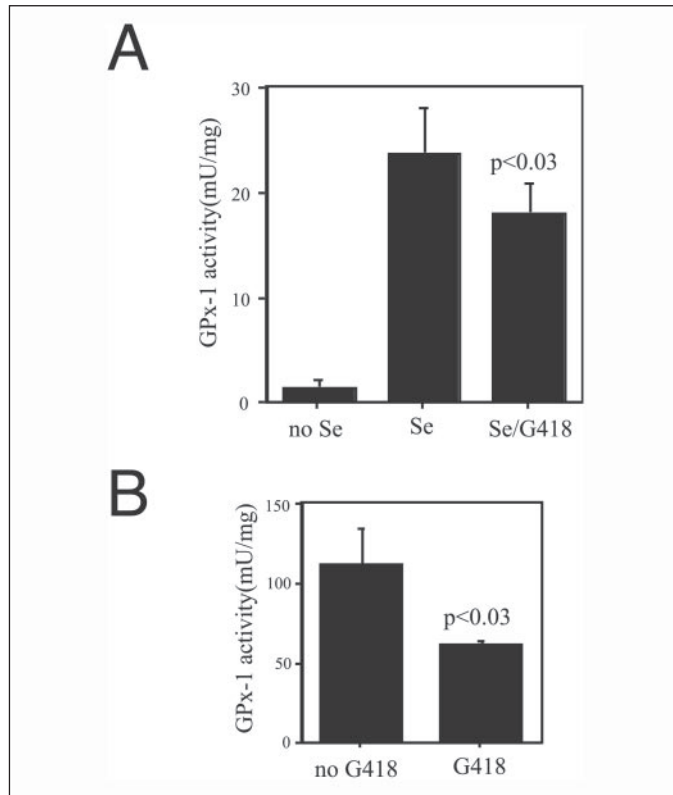 A
GPx-1 activity(mU/mg)
30
20
10
0
p<0.03
no Se
Se
Se/G418
B
GPx-1 activity(mU/mg)
150
100
50
0
p<0.03
no G418
G418